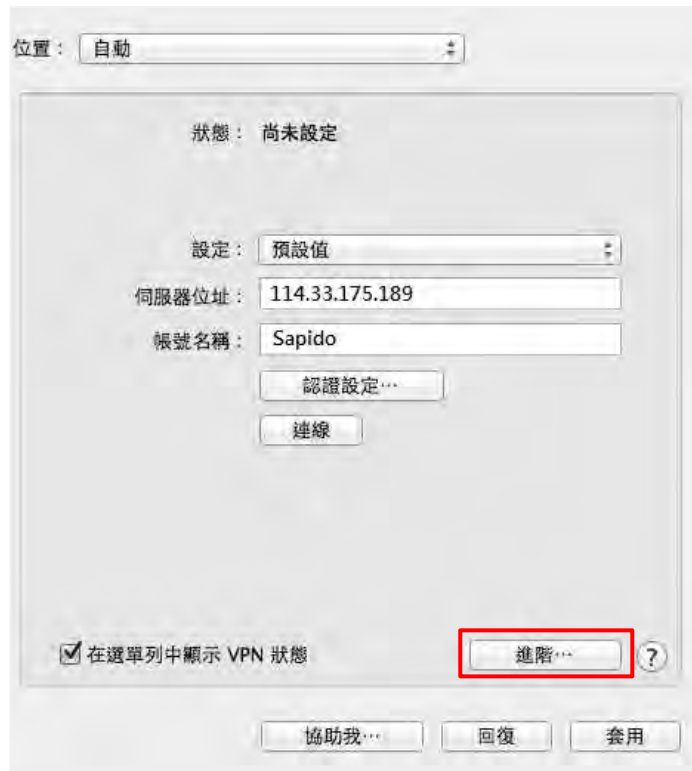 位置： 自動
狀態： 尚未設定
設定： 預設值
伺服器位址： 114.33.175.189
帳號名稱： Sapido
認證設定…
連線
在選單列中顯示 VPN 狀態 進階… ?
協助我… 回復 套用